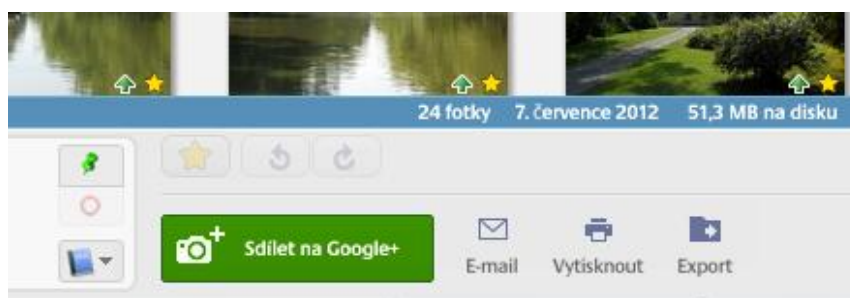 24 fotky 7. července 2012 51,3 MB na disku
Sdílet na Google+
E-mail Vytisknout Export